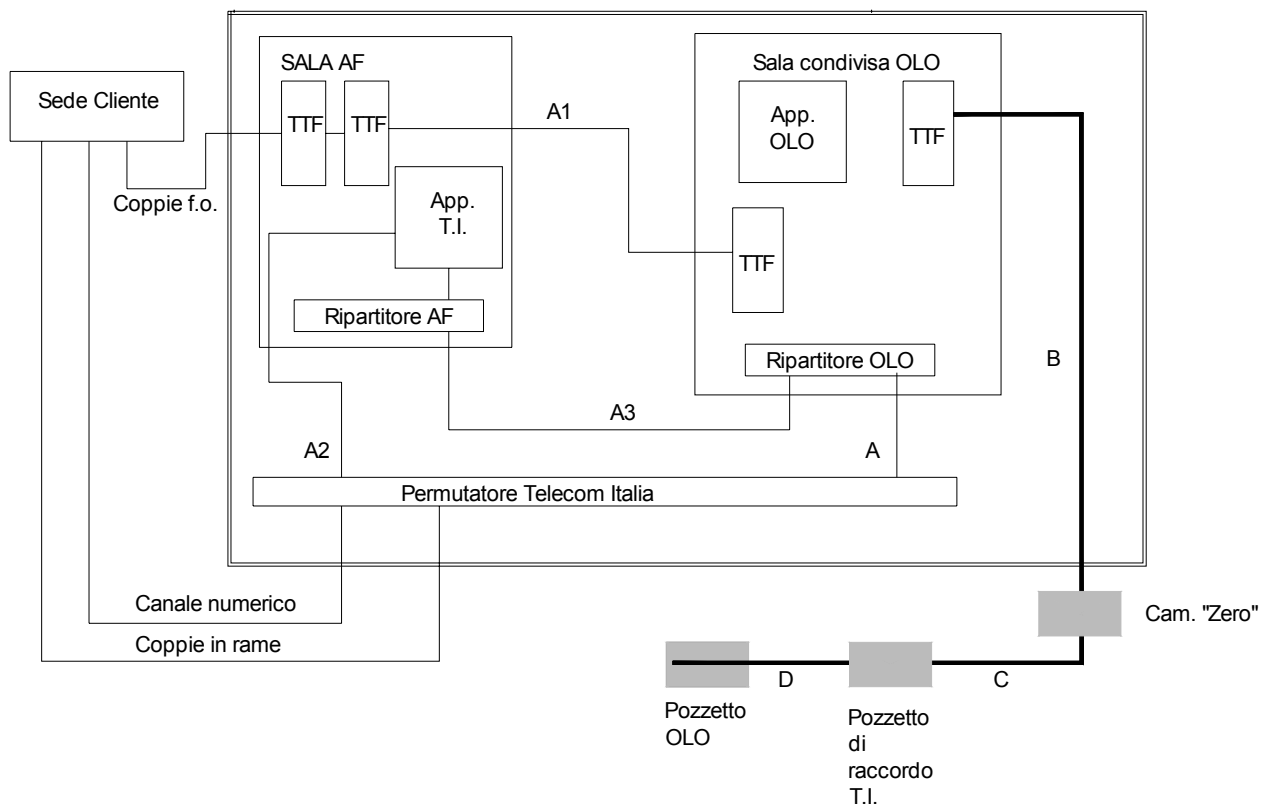 SALA AF
Sala condivisa OLO
Sede Cliente
TTF
TTF
A1
App.
OLO
TTF
Coppie f.o.
App.
T.I.
TTF
Ripartitore AF
Ripartitore OLO
B
A3
A2
A
Permutatore Telecom Italia
Canale numerico
Cam. "Zero"
Coppie in rame
D
C
Pozzetto
OLO
Pozzetto
di
raccordo
T.I.